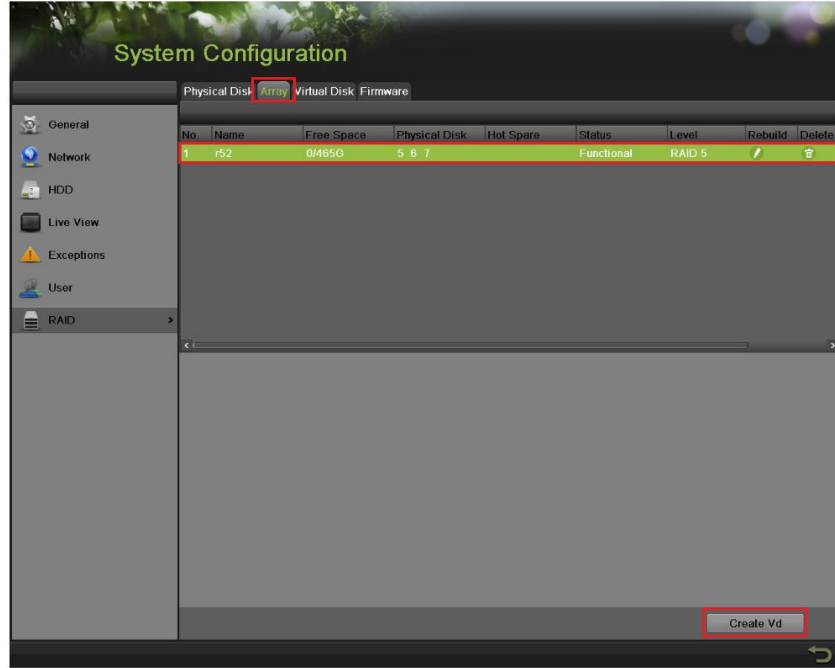 System Configuration
Physical Disk Array Virtual Disk Firmware
General
Network
HDD
Live View
Exceptions
User
RAID
No. Name Free Space Physical Disk Hot Spare Status Level Rebuild Delete
1 r52 0/465G 5 6 7 Functional RAID 5
Create Vd